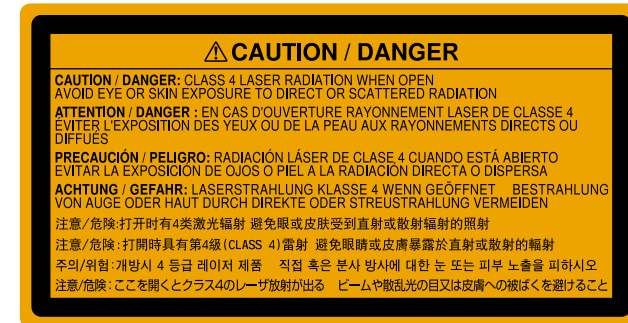 ⚠ CAUTION / DANGER
CAUTION / DANGER: CLASS 4 LASER RADIATION WHEN OPEN
AVOID EYE OR SKIN EXPOSURE TO DIRECT OR SCATTERED RADIATION
ATTENTION / DANGER : EN CAS D'OUVERTURE RAYONNEMENT LASER DE CLASSE 4
ÉVITER L'EXPOSITION DES YEUX OU DE LA PEAU AUX RAYONNEMENTS DIRECTS OU
DIFFUÉS
PRECAUCIÓN / PELIGRO: RADIACIÓN LÁSER DE CLASE 4 CUANDO ESTÁ ABIERTO
EVITAR LA EXPOSICIÓN DE OJOS O PIEL A LA RADIACIÓN DIRECTA O DISPERSA
ACHTUNG / GEFAHR: LASERSTRAHLUNG KLASSE 4 WENN GEÖFFNET BESTRAHLUNG
VON AUGE ODER HAUT DURCH DIREKTE ODER STREUSTRAHLUNG VERMEIDEN
注意/危险:打开时有4类激光辐射 避免眼或皮肤受到直射或散射辐射的照射
注意/危険:打開時具有第4級(CLASS 4)雷射 避免眼睛或皮膚暴露於直射或散射的輻射
주의/위험:개방시 4 등급 레이저 제품 직접 혹은 분사 방사에 대한 눈 또는 피부 노출을 피하시오
注意/危険:ここを開くとクラス4のレーザ放射が出る ビームや散乱光の目又は皮膚への被ばくを避けること